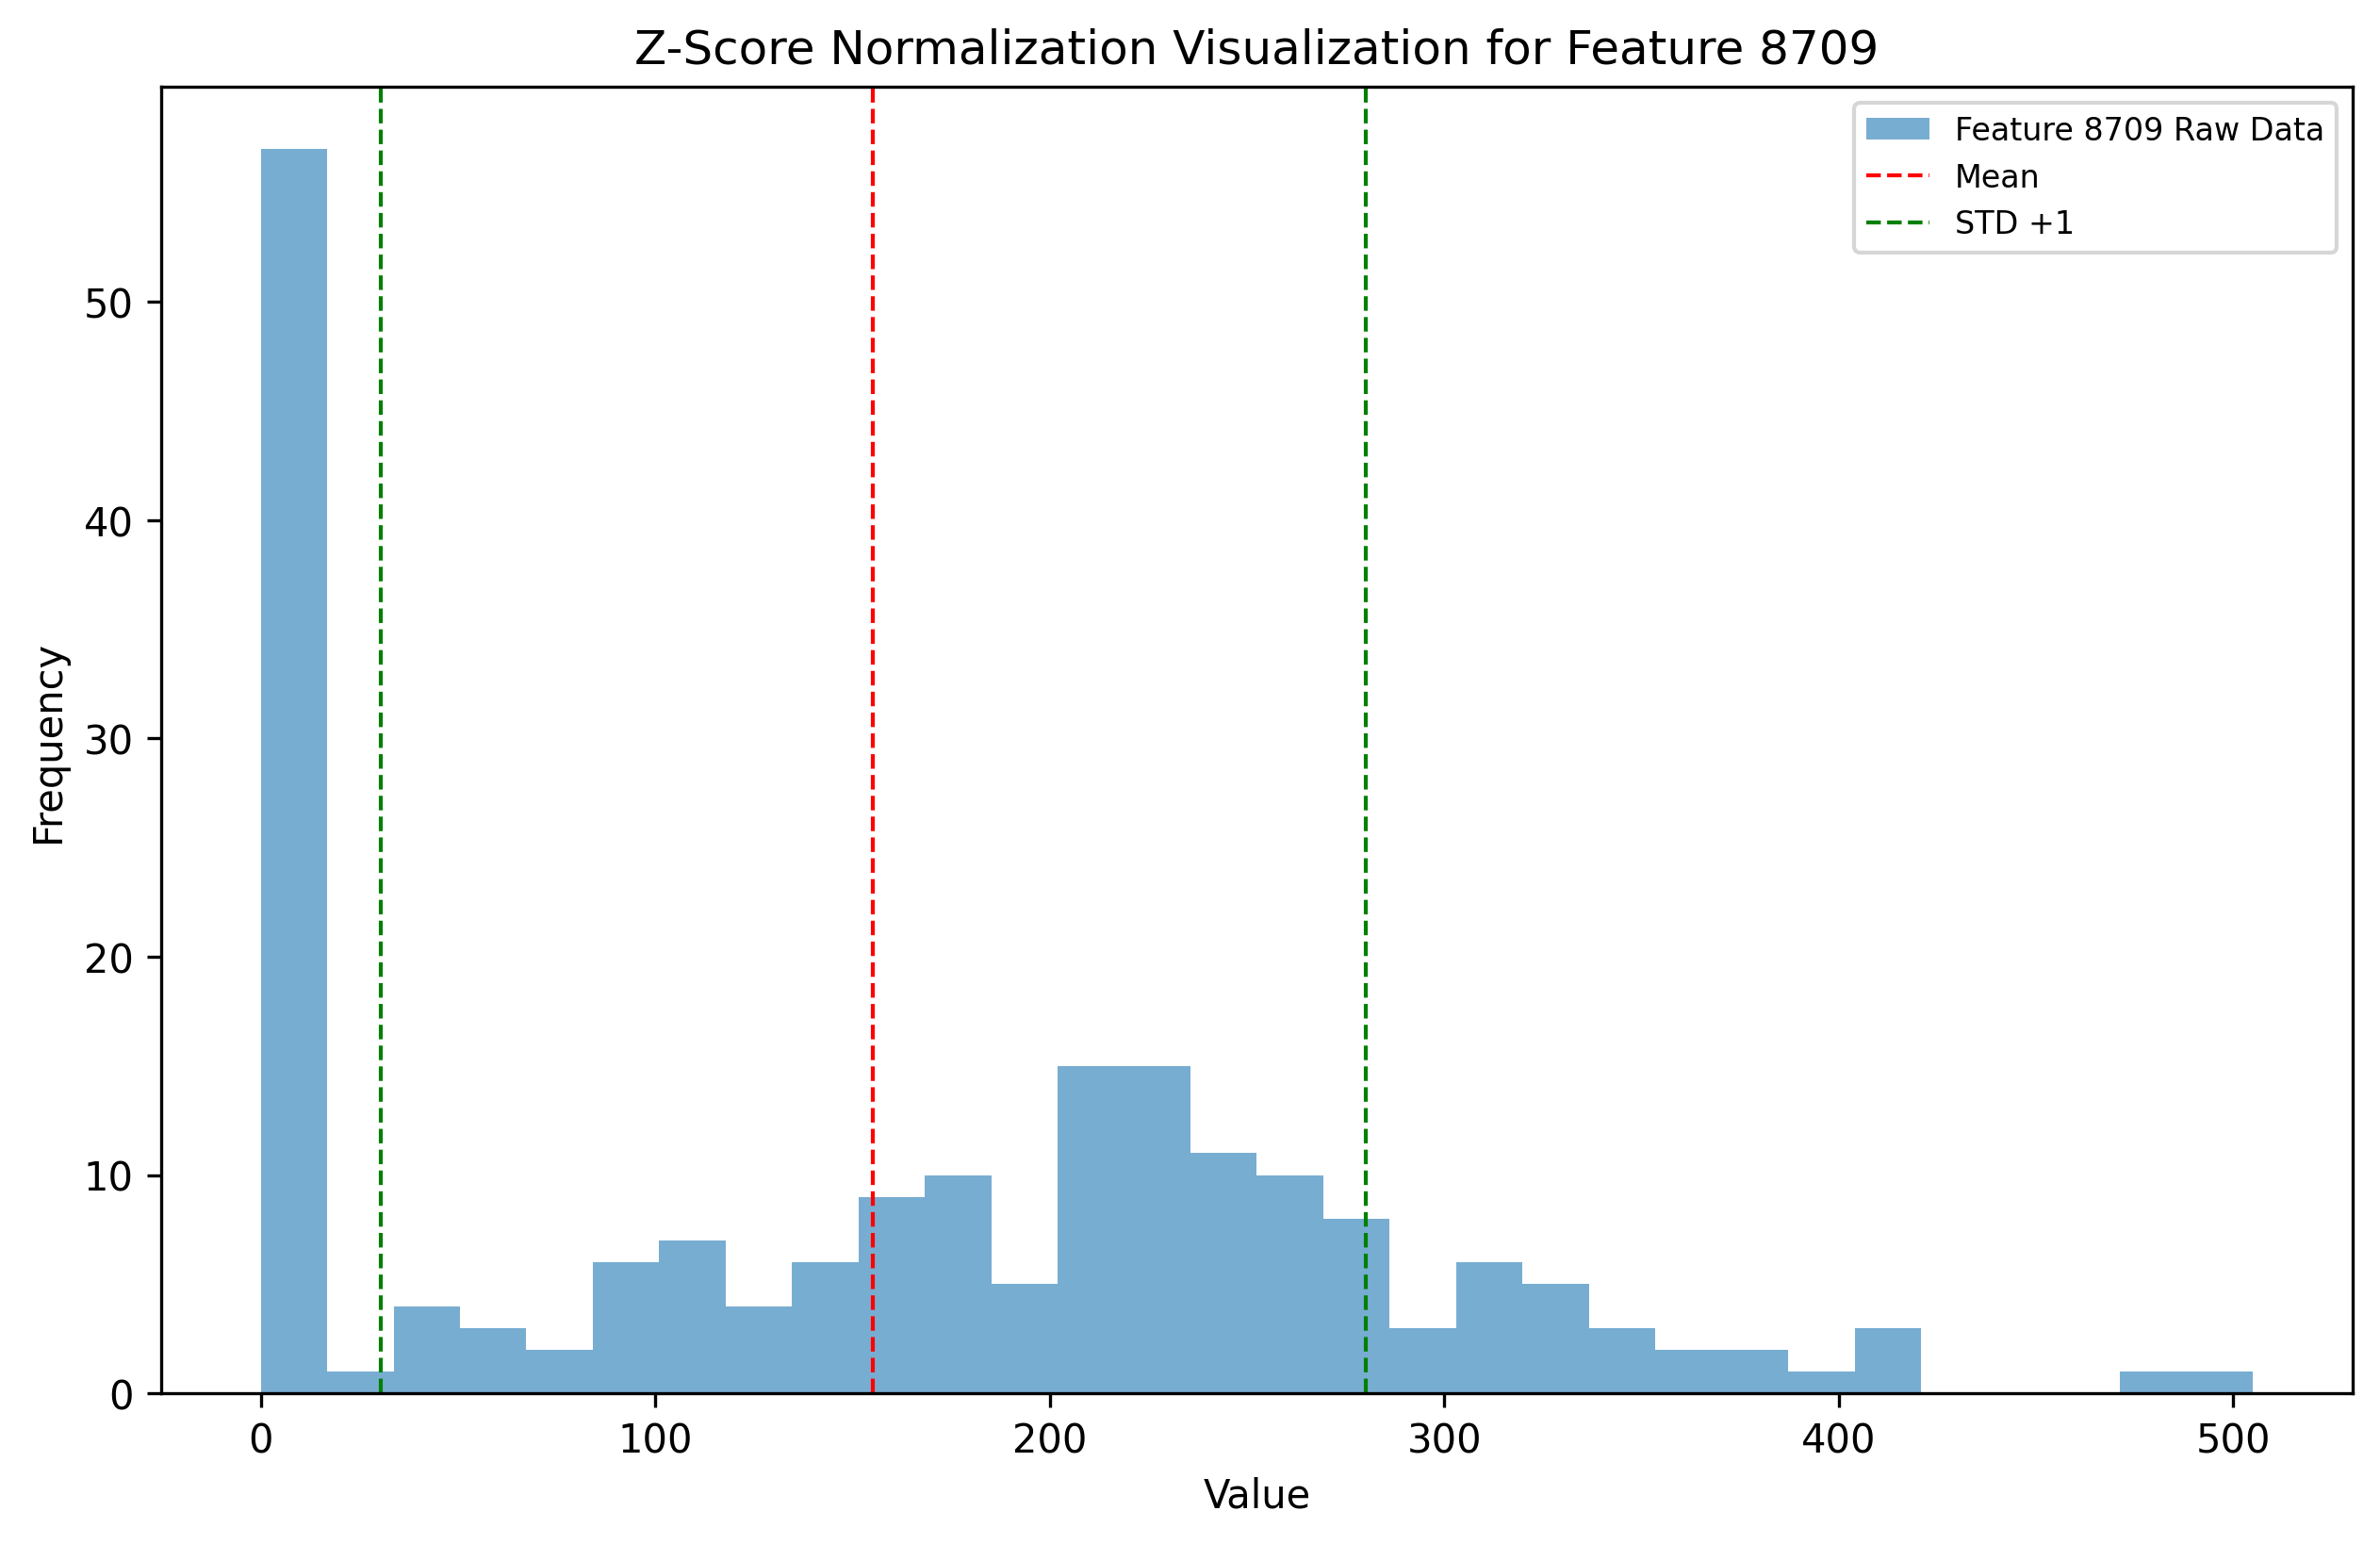 Z-Score Normalization Visualization for Feature 8709
Feature 8709 Raw Data
Mean
STD +1
50
40
30
20
10
0
Frequency
0 100 200 300 400 500
Value